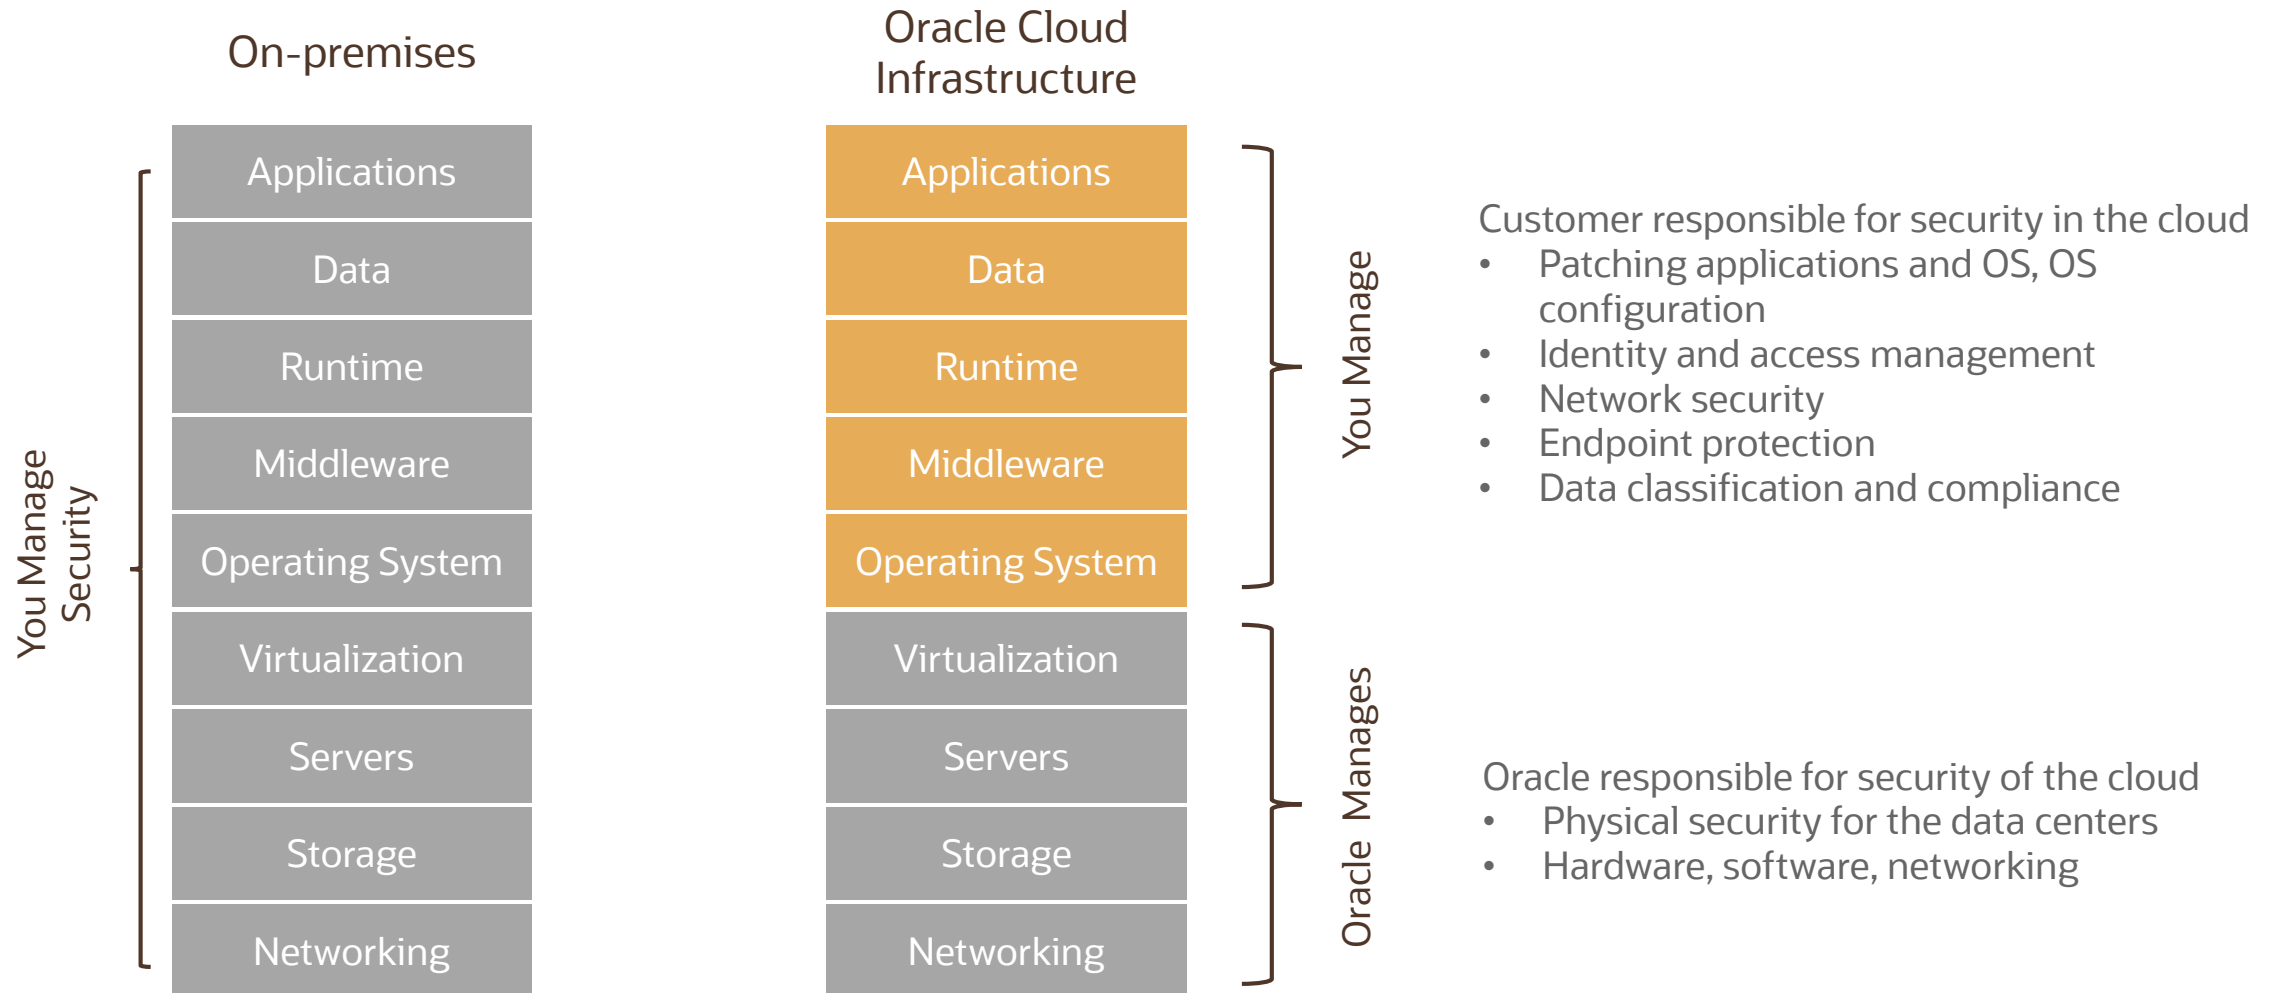 On-premises
Oracle Cloud
Infrastructure
You Manage
Security
Applications
Data
Runtime
Middleware
Operating System
Virtualization
Servers
Storage
Networking
Applications
Data
Runtime
Middleware
Operating System
Virtualization
Servers
Storage
Networking
You Manage
Oracle Manages
Customer responsible for security in the cloud
• Patching applications and OS, OS
configuration
• Identity and access management
• Network security
• Endpoint protection
• Data classification and compliance
Oracle responsible for security of the cloud
• Physical security for the data centers
• Hardware, software, networking